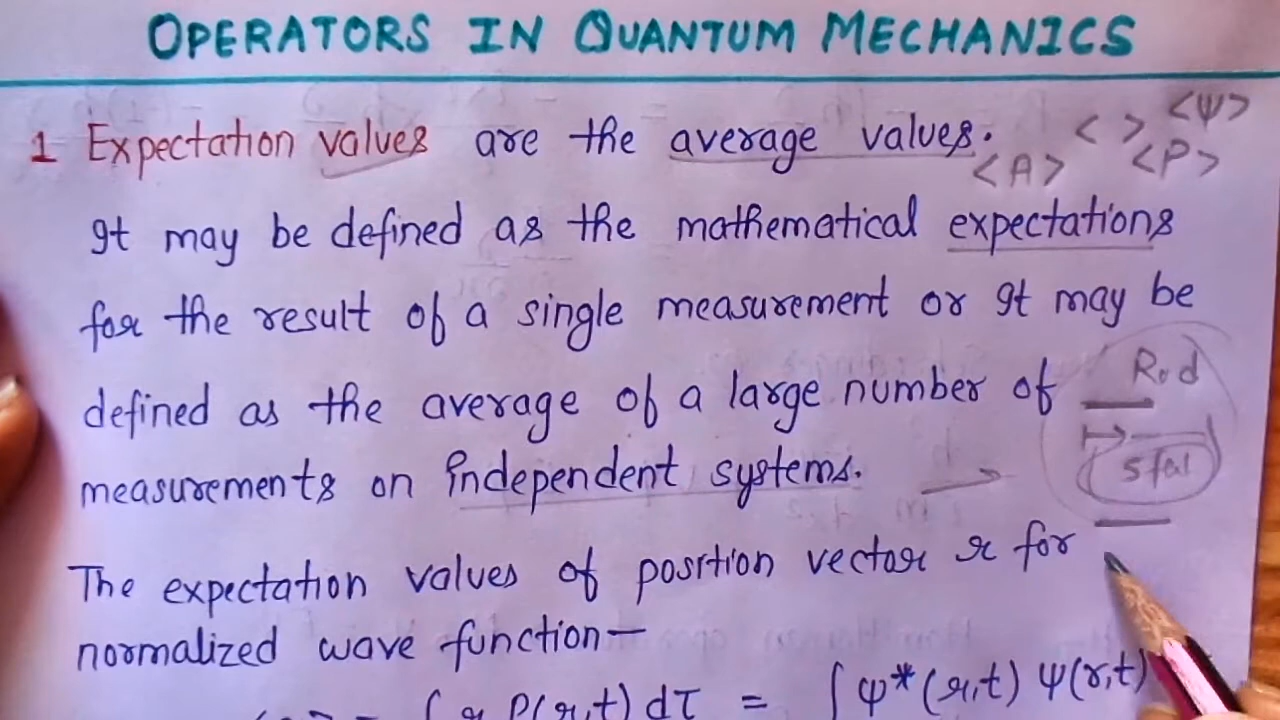 OPERATORS IN QUANTUM MECHANICS
1 Expectation values are the average values. < > <ψ>
<A> <P>
It may be defined as the mathematical expectations
for the result of a single measurement or It may be
defined as the average of a large number of Rod
measurements on independent systems.
The expectation values of position vector r for
normalized wave function—
∫ r P(r,t) dτ = ∫ ψ*(r,t) ψ(r,t)